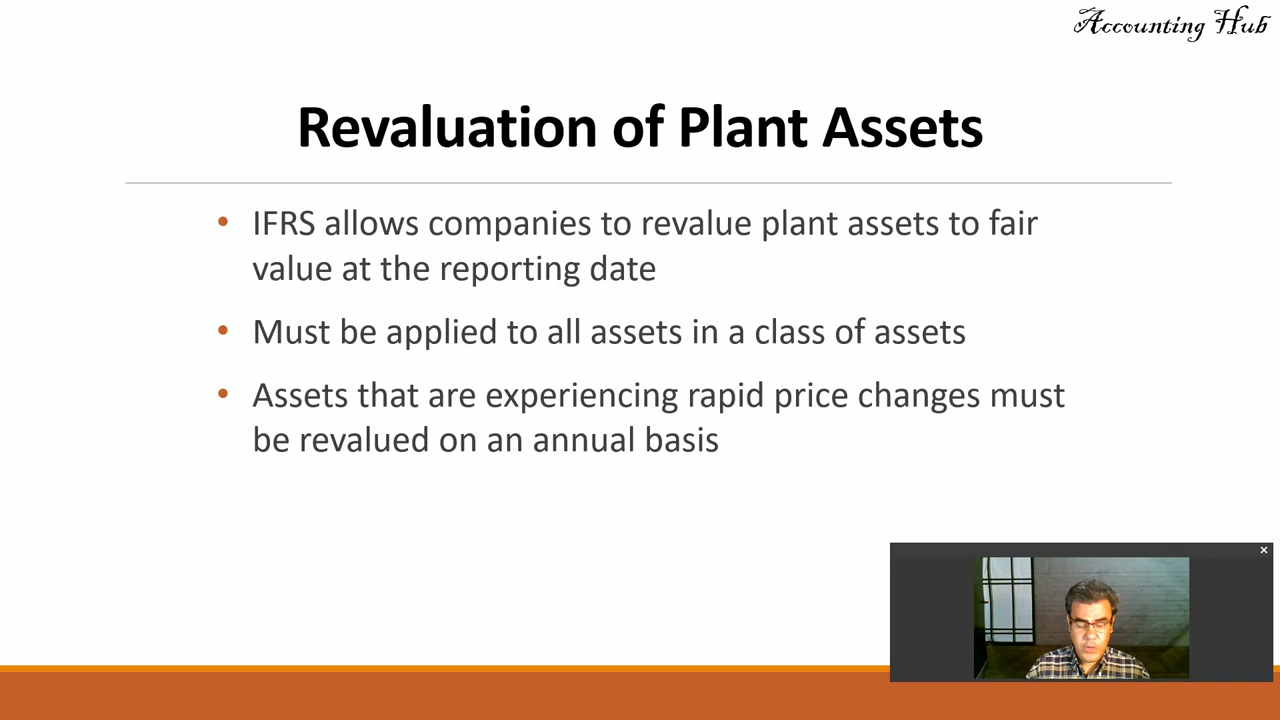 Accounting Hub
Revaluation of Plant Assets
• IFRS allows companies to revalue plant assets to fair
value at the reporting date
• Must be applied to all assets in a class of assets
• Assets that are experiencing rapid price changes must
be revalued on an annual basis